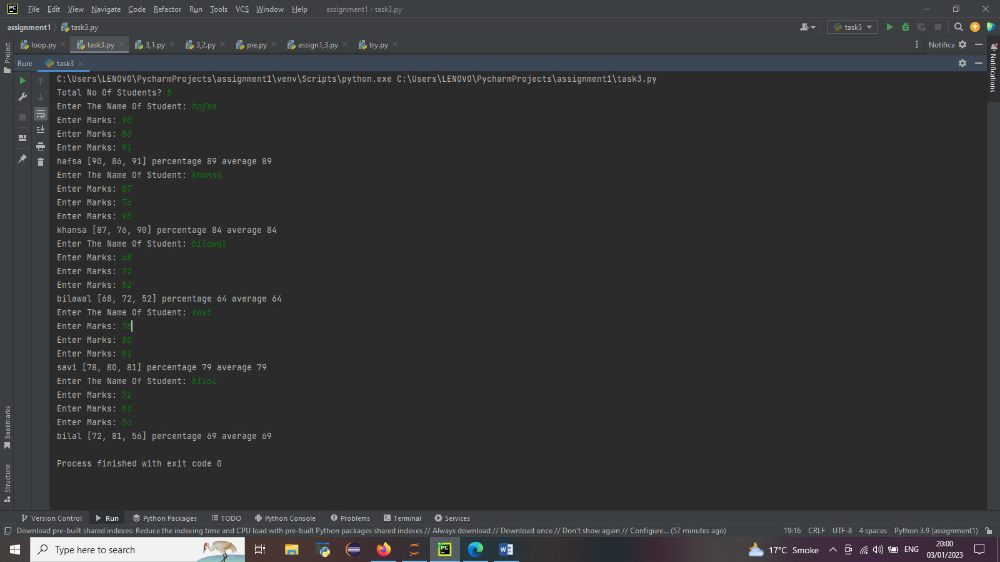 PC File Edit View Navigate Code Refactor Run Tools VCS Window Help assignment1 - task3.py
assignment1 task3.py task3
loop.py task3.py 3,1.py 3,2.py pie.py assign1,3.py try.py Notifica
Project
Notifications
Run: task3
C:\Users\LENOVO\PycharmProjects\assignment1\venv\Scripts\python.exe C:\Users\LENOVO\PycharmProjects\assignment1\task3.py
Total No Of Students? 5
Enter The Name Of Student: hafsa
Enter Marks: 90
Enter Marks: 86
Enter Marks: 91
hafsa [90, 86, 91] percentage 89 average 89
Enter The Name Of Student: khansa
Enter Marks: 87
Enter Marks: 76
Enter Marks: 90
khansa [87, 76, 90] percentage 84 average 84
Enter The Name Of Student: bilawal
Enter Marks: 68
Enter Marks: 72
Enter Marks: 52
bilawal [68, 72, 52] percentage 64 average 64
Enter The Name Of Student: savi
Enter Marks: 78
Enter Marks: 80
Enter Marks: 81
savi [78, 80, 81] percentage 79 average 79
Enter The Name Of Student: bilal
Enter Marks: 72
Enter Marks: 81
Enter Marks: 56
bilal [72, 81, 56] percentage 69 average 69
Process finished with exit code 0
Bookmarks
Structure
Version Control Run Python Packages TODO Python Console Problems Terminal Services
Download pre-built shared indexes: Reduce the indexing time and CPU load with pre-built Python packages shared indexes // Always download // Download once // Don't show again // Configure... (57 minutes ago) 19:16 CRLF UTF-8 4 spaces Python 3.9 (assignment1)
Type here to search PC W 17°C Smoke ENG 20:00
03/01/2023